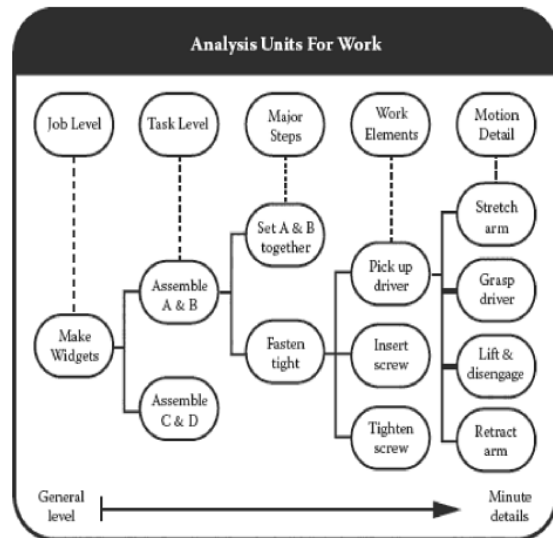 Analysis Units For Work
Job Level
Task Level
Major
Steps
Work
Elements
Motion
Detail
Make
Widgets
Assemble
A & B
Assemble
C & D
Set A & B
together
Fasten
tight
Pick up
driver
Insert
screw
Tighten
screw
Stretch
arm
Grasp
driver
Lift &
disengage
Retract
arm
General
level
Minute
details